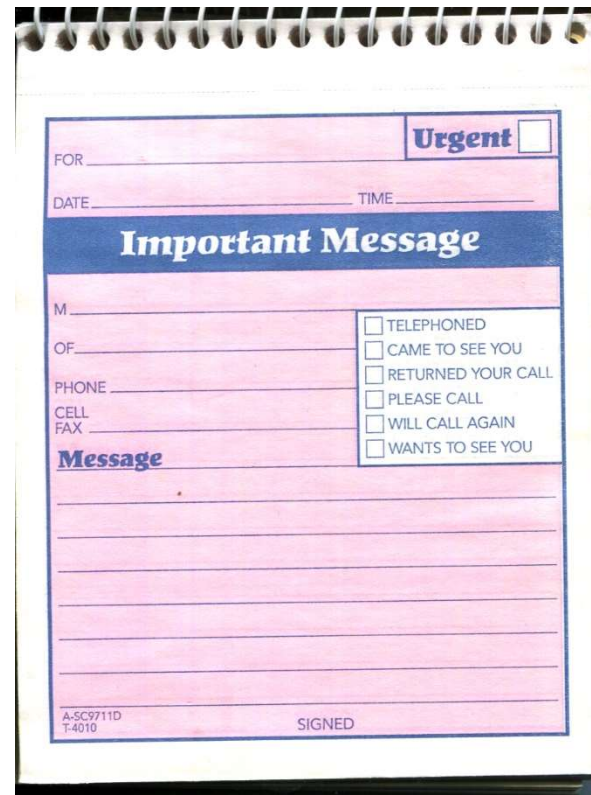 Urgent
FOR
DATE TIME
Important Message
M
OF
PHONE
CELL
FAX
TELEPHONED
CAME TO SEE YOU
RETURNED YOUR CALL
PLEASE CALL
WILL CALL AGAIN
WANTS TO SEE YOU
Message
A-SC9711D
T-4010
SIGNED